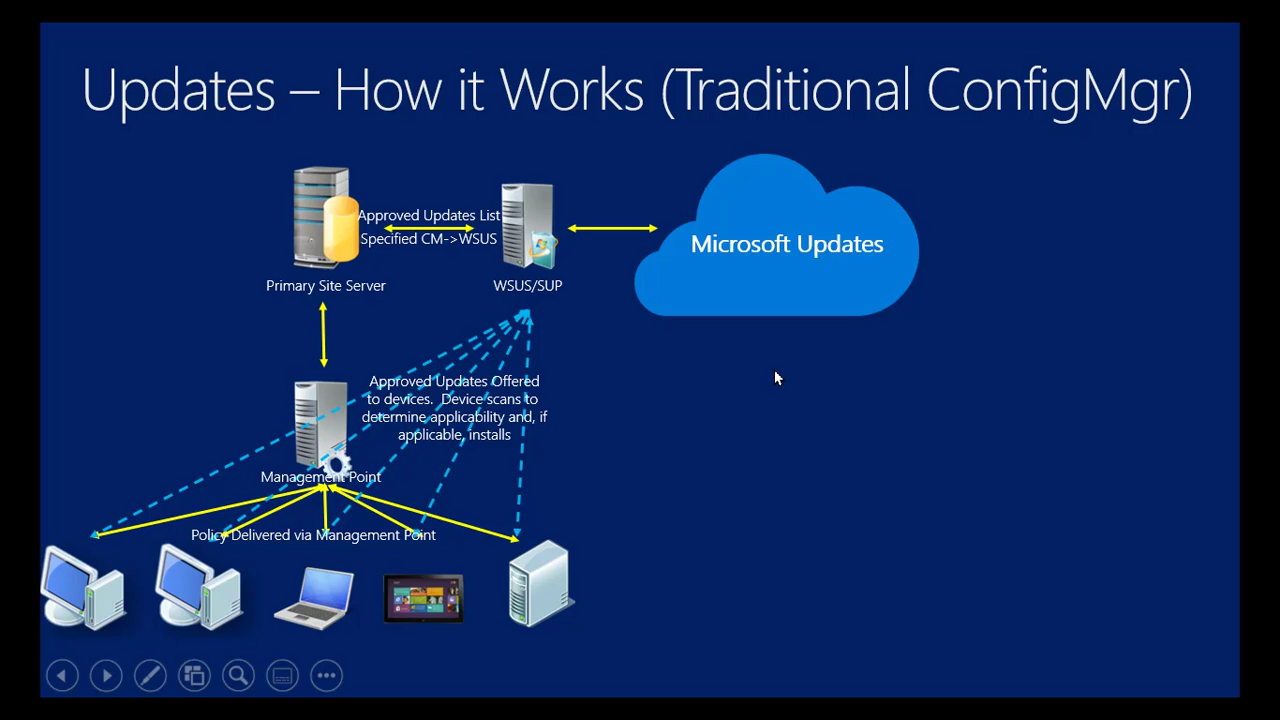 Updates – How it Works (Traditional ConfigMgr)
Approved Updates List
Specified CM->WSUS
Microsoft Updates
Primary Site Server
WSUS/SUP
Approved Updates Offered
to devices.  Device scans to
determine applicability and, if
applicable, installs
Management Point
Policy Delivered via Management Point